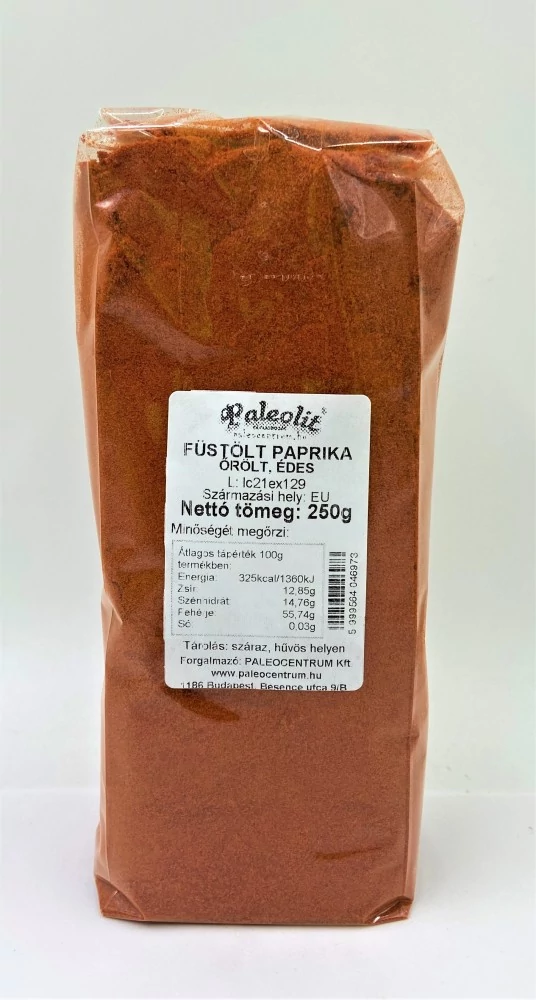 Paleolit
paleocentrum.hu
FÜSTÖLT PAPRIKA
ŐRÖLT, ÉDES
L: lc21ex129
Származási hely: EU
Nettó tömeg: 250g
Minőségét megőrzi:
Átlagos tápérték 100g
termékben:
Energia: 325kcal/1360kJ
Zsír: 12,85g
Szénhidrát: 14,76g
Fehérje: 55,74g
Só: 0,03g
5 999564 046973
Tárolás: száraz, hűvös helyen
Forgalmazó: PALEOCENTRUM Kft
www.paleocentrum.hu
1186 Budapest, Besence utca 9/B